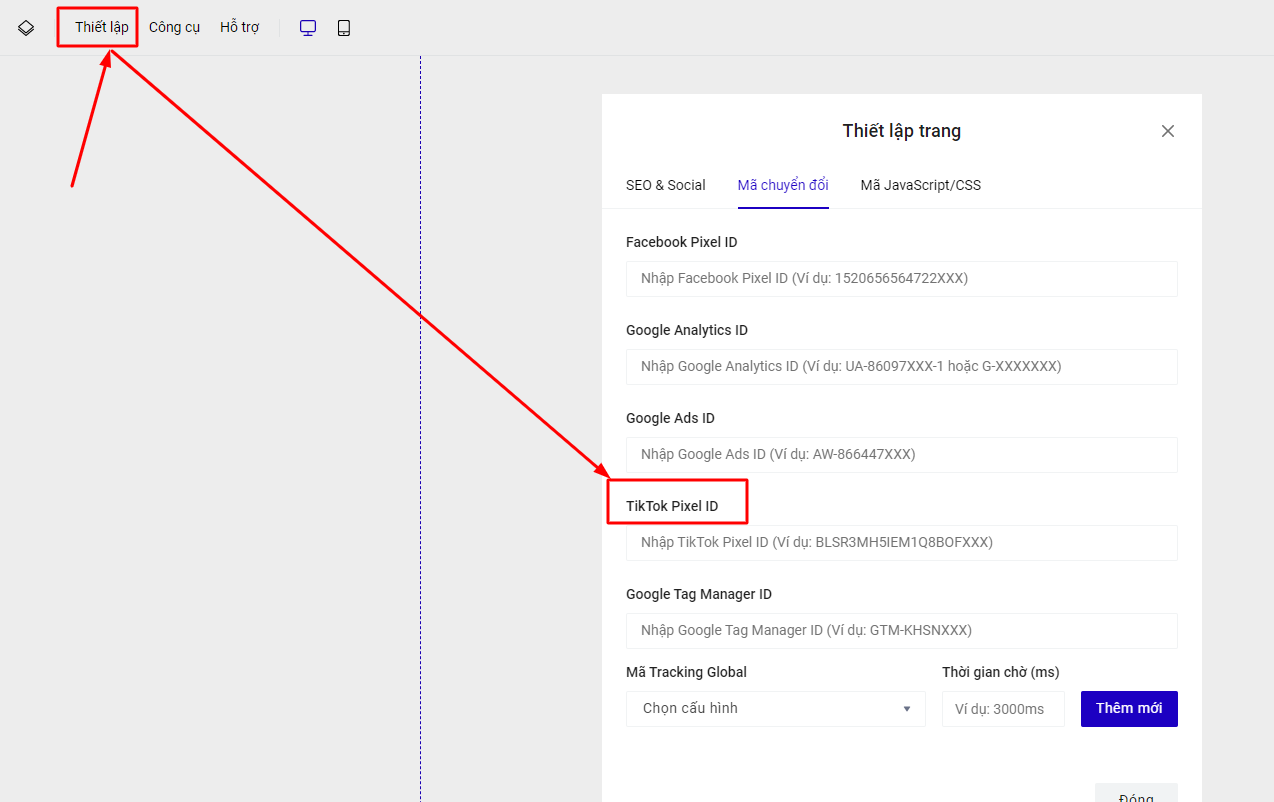 Thiết lập Công cụ Hỗ trợ
Thiết lập trang
SEO & Social Mã chuyển đổi Mã JavaScript/CSS
Facebook Pixel ID
Nhập Facebook Pixel ID (Ví dụ: 1520656564722XXX)
Google Analytics ID
Nhập Google Analytics ID (Ví dụ: UA-86097XXX-1 hoặc G-XXXXXXX)
Google Ads ID
Nhập Google Ads ID (Ví dụ: AW-866447XXX)
TikTok Pixel ID
Nhập TikTok Pixel ID (Ví dụ: BLSR3MH5IEM1Q8BOFXXX)
Google Tag Manager ID
Nhập Google Tag Manager ID (Ví dụ: GTM-KHSNXXX)
Mã Tracking Global Thời gian chờ (ms)
Chọn cấu hình Ví dụ: 3000ms Thêm mới
Đóng